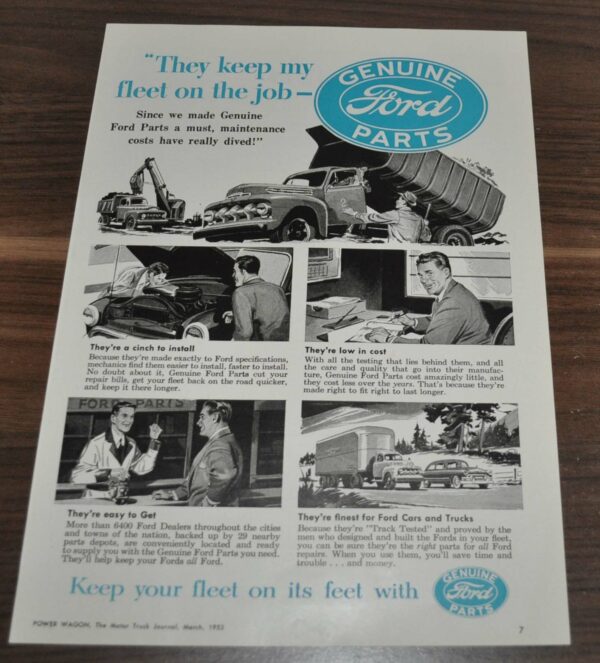 "They keep my
fleet on the job—
Since we made Genuine
Ford Parts a must, maintenance
costs have really dived!"
GENUINE
Ford
PARTS
They're a cinch to install
Because they're made exactly to Ford specifications,
mechanics find them easier to install, faster to install.
No doubt about it, Genuine Ford Parts cut your
repair bills, get your fleet back on the road quicker,
and keep it there longer.
They're low in cost
With all the testing that lies behind them, and all
the care and quality that go into their manufac-
ture, Genuine Ford Parts cost amazingly little, and
they cost less over the years. That's because they're
made right to fit right to last longer.
FORD PARTS
They're easy to Get
More than 6400 Ford Dealers throughout the cities
and towns of the nation, backed up by 29 nearby
parts depots, are conveniently located and ready
to supply you with the Genuine Ford Parts you need.
They'll help keep your Fords all Ford.
They're finest for Ford Cars and Trucks
Because they're "Track Tested" and proved by the
men who designed and built the Fords in your fleet,
you can be sure they're the right parts for all Ford
repairs. When you use them, you'll save time and
trouble . . . and money.
Keep your fleet on its feet with
GENUINE
Ford
PARTS
POWER WAGON, The Motor Truck Journal, March, 1952
7